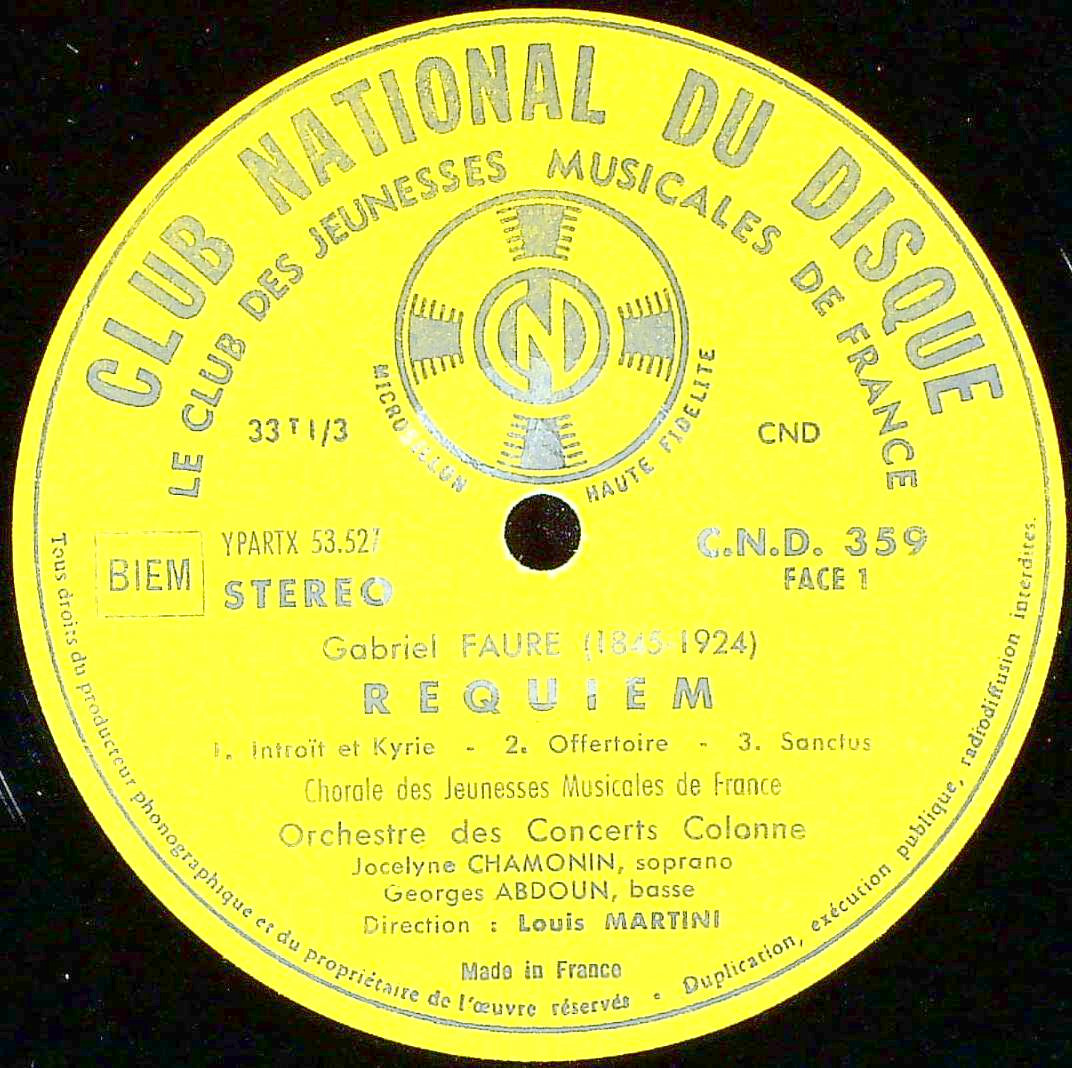 CLUB NATIONAL DU DISQUE
LE CLUB DES JEUNESSES MUSICALES DE FRANCE
CN
MICROSILLON HAUTE FIDELITE
33 T 1/3
CND
BIEM
YPARTX 53.527
STEREO
C.N.D. 359
FACE 1
Gabriel FAURE (1845-1924)
REQUIEM
1. Introït et Kyrie - 2. Offertoire - 3. Sanctus
Chorale des Jeunesses Musicales de France
Orchestre des Concerts Colonne
Jocelyne CHAMONIN, soprano
Georges ABDOUN, basse
Direction : Louis MARTINI
Made in France
Tous droits du producteur phonographique et du propriétaire de l'œuvre réservés • Duplication, exécution publique, radiodiffusion interdites.